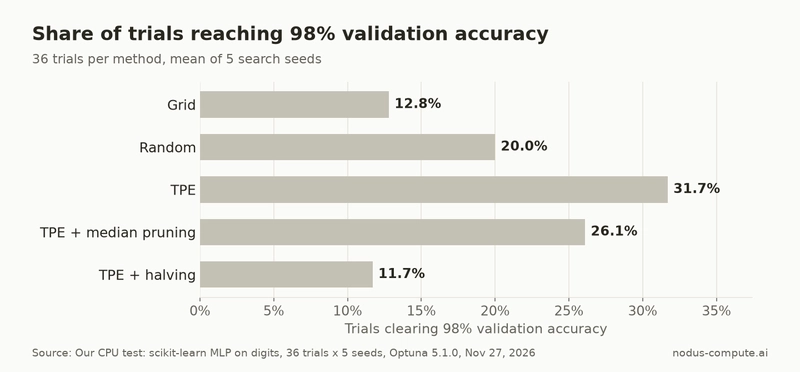 Share of trials reaching 98% validation accuracy
36 trials per method, mean of 5 search seeds
Grid 12.8%
Random 20.0%
TPE 31.7%
TPE + median pruning 26.1%
TPE + halving 11.7%
0% 5% 10% 15% 20% 25% 30% 35%
Trials clearing 98% validation accuracy
Source: Our CPU test: scikit-learn MLP on digits, 36 trials x 5 seeds, Optuna 5.1.0, Nov 27, 2026 nodus-compute.ai